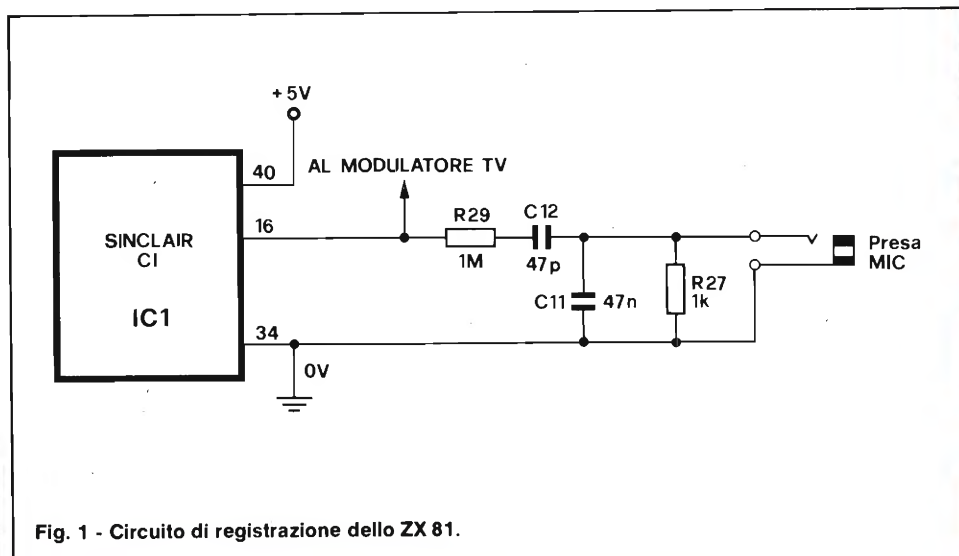 +5V
40
AL MODULATORE TV
16
R29
1M
C12
47p
SINCLAIR
CI
IC1
C11
47n
R27
1k
Presa
MIC
34
0V
Fig. 1 - Circuito di registrazione dello ZX 81.